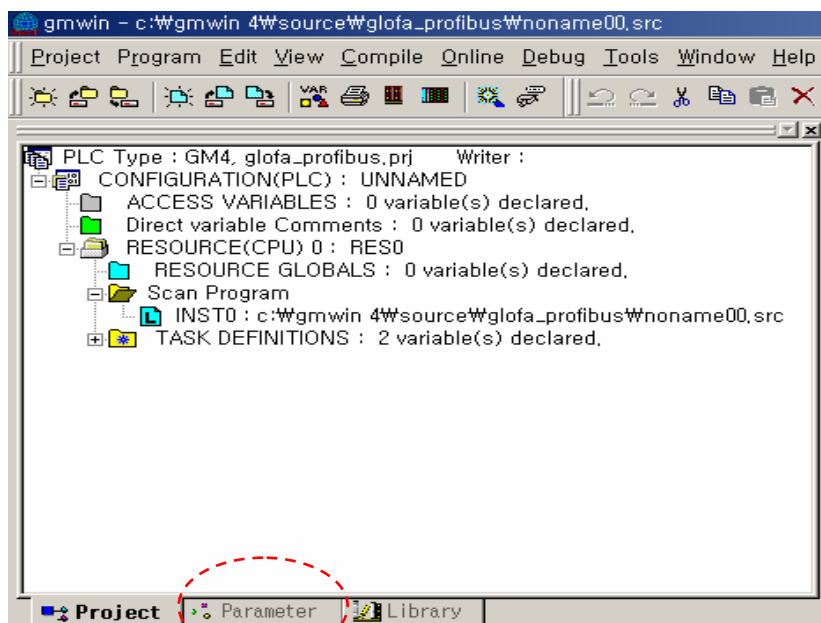 gmwin - c:₩gmwin 4₩source₩glofa_profibus₩noname00.src
Project Program Edit View Compile Online Debug Tools Window Help
VAR
PLC Type : GM4, glofa_profibus.prj Writer :
CONFIGURATION(PLC) : UNNAMED
ACCESS VARIABLES : 0 variable(s) declared.
Direct variable Comments : 0 variable(s) declared.
RESOURCE(CPU) 0 : RES0
RESOURCE GLOBALS : 0 variable(s) declared.
Scan Program
L INST0 : c:₩gmwin 4₩source₩glofa_profibus₩noname00.src
TASK DEFINITIONS : 2 variable(s) declared.
Project Parameter Library